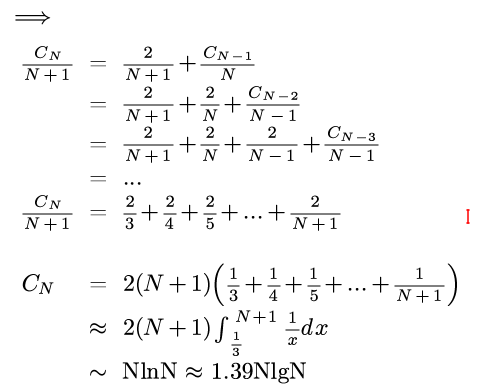 ⟹
C_N/(N+1) = 2/(N+1) + C_{N−1}/N
= 2/(N+1) + 2/N + C_{N−2}/(N−1)
= 2/(N+1) + 2/N + 2/(N−1) + C_{N−3}/(N−1)
= ...
C_N/(N+1) = 2/3 + 2/4 + 2/5 + ... + 2/(N+1)
C_N = 2(N+1)(1/3 + 1/4 + 1/5 + ... + 1/(N+1))
≈ 2(N+1)∫_{1/3}^{N+1} 1/x dx
∼ NlnN ≈ 1.39NlgN